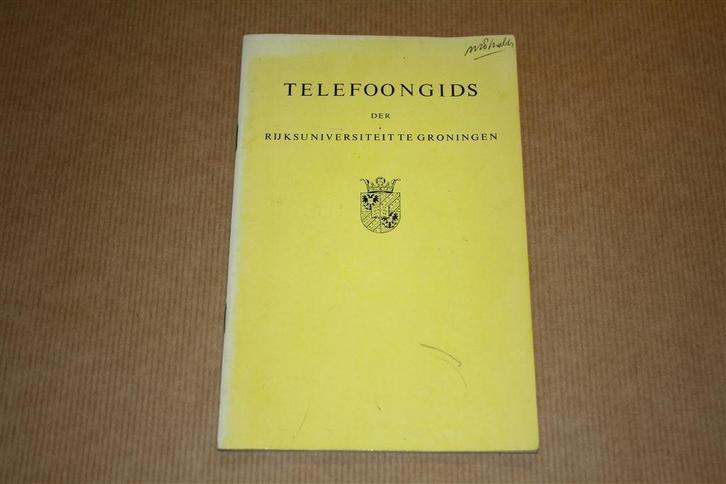 TELEFOONGIDS
DER
RIJKSUNIVERSITEIT TE GRONINGEN